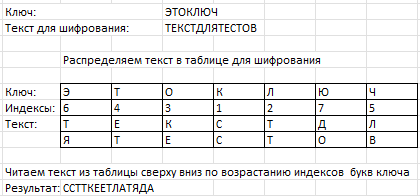 Ключ: ЭТОКЛЮЧ
Текст для шифрования: ТЕКСТДЛЯТЕСТОВ
Распределяем текст в таблице для шифрования
Ключ: Э Т О К Л Ю Ч
Индексы: 6 4 3 1 2 7 5
Текст: Т Е К С Т Д Л
Я Т Е С Т О В
Читаем текст из таблицы сверху вниз по возрастанию индексов букв ключа
Результат: ССТТКЕЕТЛАТЯДА